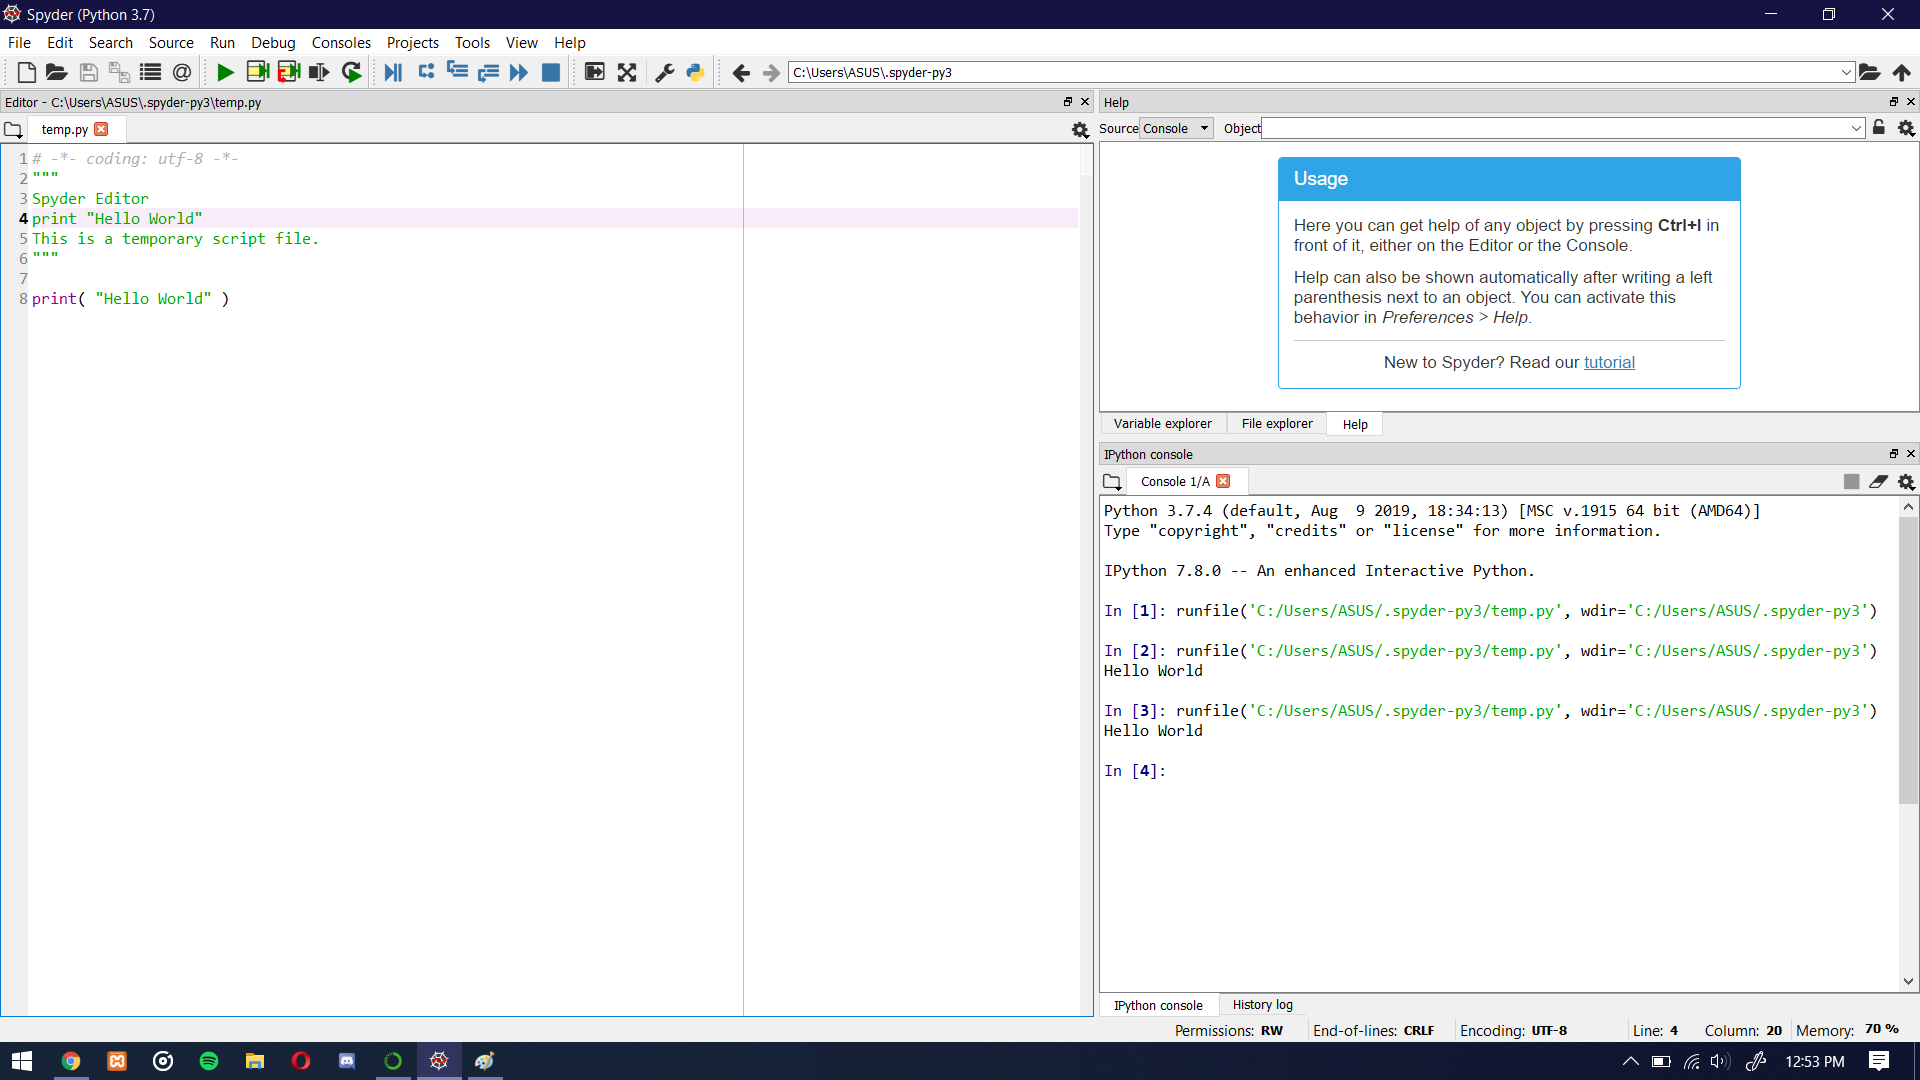 Spyder (Python 3.7)
File Edit Search Source Run Debug Consoles Projects Tools View Help
C:\Users\ASUS\.spyder-py3
Editor - C:\Users\ASUS\.spyder-py3\temp.py
temp.py
1 # -*- coding: utf-8 -*-
2 """
3 Spyder Editor
4 print "Hello World"
5 This is a temporary script file.
6 """
7
8 print( "Hello World" )
Help
Source Console Object
Usage
Here you can get help of any object by pressing Ctrl+I in
front of it, either on the Editor or the Console.
Help can also be shown automatically after writing a left
parenthesis next to an object. You can activate this
behavior in Preferences > Help.
New to Spyder? Read our tutorial
Variable explorer File explorer Help
IPython console
Console 1/A
Python 3.7.4 (default, Aug  9 2019, 18:34:13) [MSC v.1915 64 bit (AMD64)]
Type "copyright", "credits" or "license" for more information.
IPython 7.8.0 -- An enhanced Interactive Python.
In [1]: runfile('C:/Users/ASUS/.spyder-py3/temp.py', wdir='C:/Users/ASUS/.spyder-py3')
In [2]: runfile('C:/Users/ASUS/.spyder-py3/temp.py', wdir='C:/Users/ASUS/.spyder-py3')
Hello World
In [3]: runfile('C:/Users/ASUS/.spyder-py3/temp.py', wdir='C:/Users/ASUS/.spyder-py3')
Hello World
In [4]:
IPython console History log
Permissions: RW End-of-lines: CRLF Encoding: UTF-8 Line: 4 Column: 20 Memory: 70 %
12:53 PM